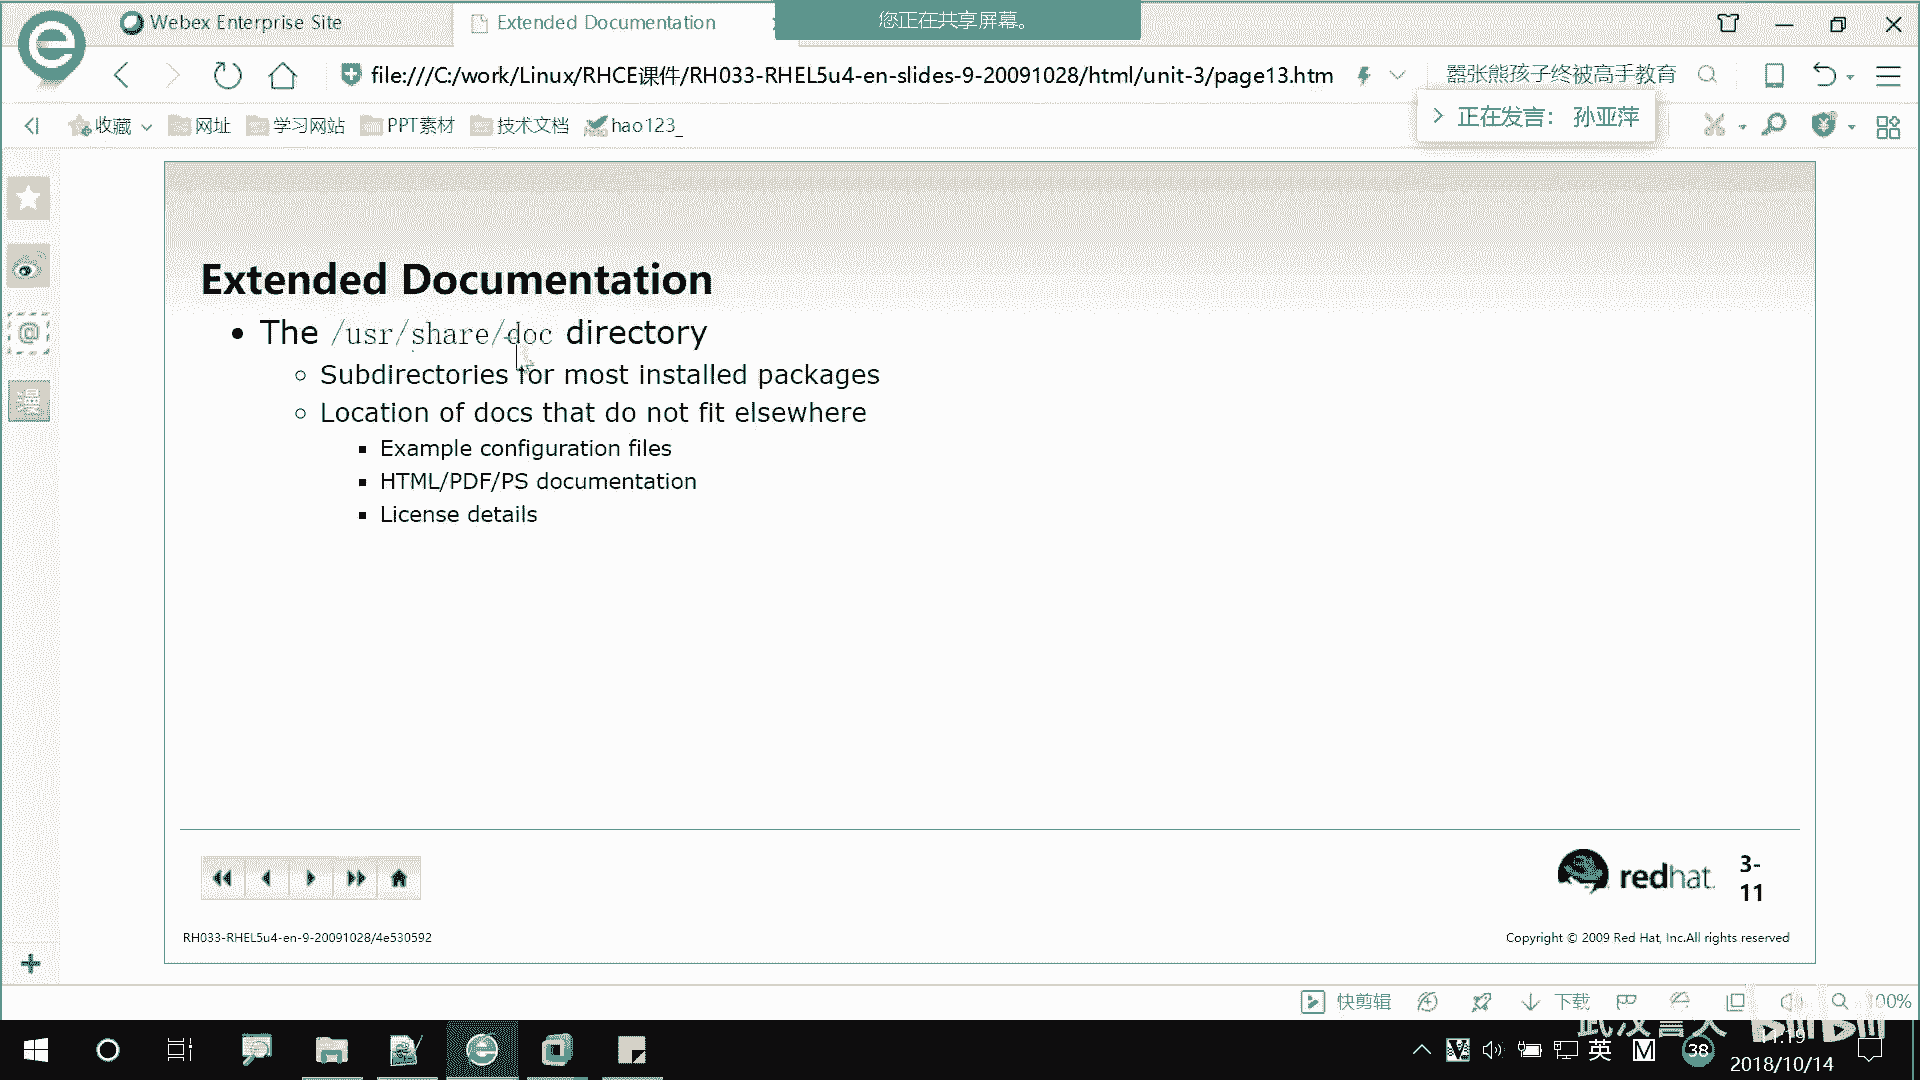 Webex Enterprise Site
Extended Documentation
您正在共享屏幕。
file:///C:/work/Linux/RHCE课件/RH033-RHEL5u4-en-slides-9-20091028/html/unit-3/page13.htm
嚣张熊孩子终被高手教育
收藏
网址
学习网站
PPT素材
技术文档
hao123_
正在发言： 孙亚萍
Extended Documentation
The /usr/share/doc directory
Subdirectories for most installed packages
Location of docs that do not fit elsewhere
Example configuration files
HTML/PDF/PS documentation
License details
redhat.
3-
11
RH033-RHEL5u4-en-9-20091028/4e530592
Copyright © 2009 Red Hat, Inc.All rights reserved
快剪辑
下载
bilibili
英
M
38
2018/10/14